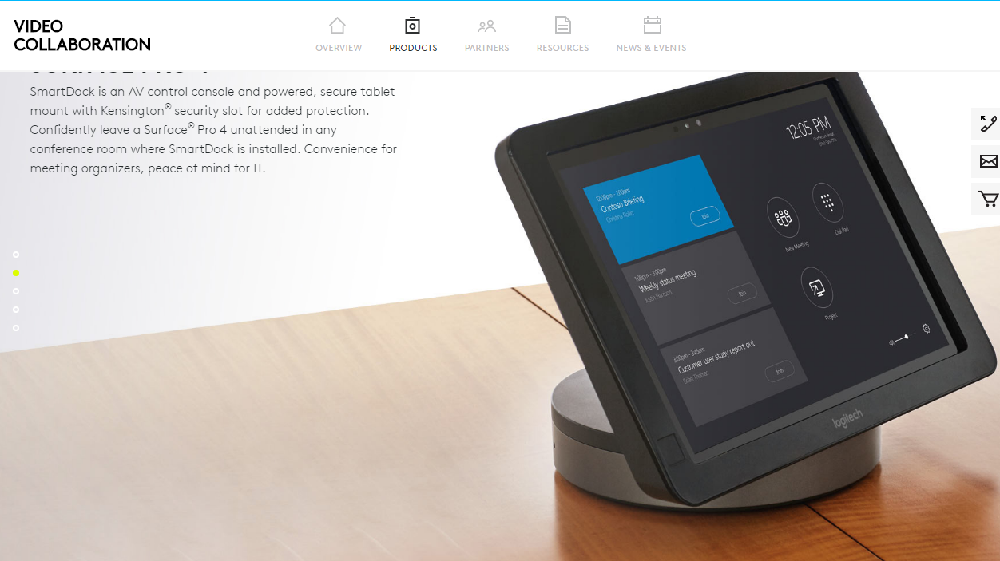 VIDEO
COLLABORATION
OVERVIEW
PRODUCTS
PARTNERS
RESOURCES
NEWS & EVENTS
SmartDock is an AV control console and powered, secure tablet
mount with Kensington® security slot for added protection.
Confidently leave a Surface® Pro 4 unattended in any
conference room where SmartDock is installed. Convenience for
meeting organizers, peace of mind for IT.
12:05 PM
12:00pm - 1:00pm
Contoso Briefing
Christina Rollin
Join
1:00pm - 3:00pm
Weekly status meeting
Justin Harrison
Join
3:00pm - 3:45pm
Customer user study report out
Brian Thomas
Join
New Meeting
Dial Pad
Project
logitech